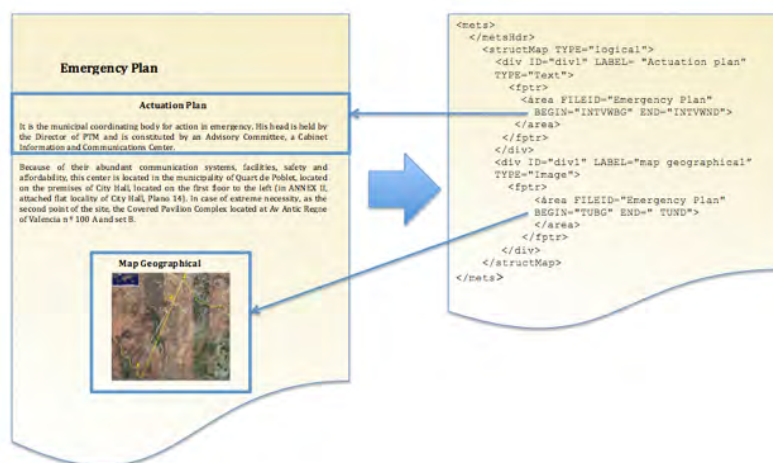 Emergency Plan
Actuation Plan
It is the municipal coordinating body for action in emergency. His head is held by
the Director of PTM and is constituted by an Advisory Committee, a Cabinet
Information and Communications Center.
Because of their abundant communication systems, facilities, safety and
affordability, this center is located in the municipality of Quart de Poblet, located
on the premises of City Hall, located on the first floor to the left (in ANNEX II,
attached flat locality of City Hall, Plano 14). In case of extreme necessity, as the
second point of the site, the Covered Pavilion Complex located at Av Antic Regne
of Valencia nº 100 A and set B.
Map Geographical
<mets>
</metsHdr>
<structMap TYPE="logical">
<div ID="div1" LABEL= "Actuation plan"
TYPE="Text">
<fptr>
<área FILEID="Emergency Plan"
BEGIN="INTVWBG" END="INTVWND">
</area>
</fptr>
</div>
<div ID="div1" LABEL="map geographical"
TYPE="Image">
<fptr>
<área FILEID="Emergency Plan"
BEGIN="TUBG" END=" TUND">
</area>
</fptr>
</div>
</structMap>
</mets>